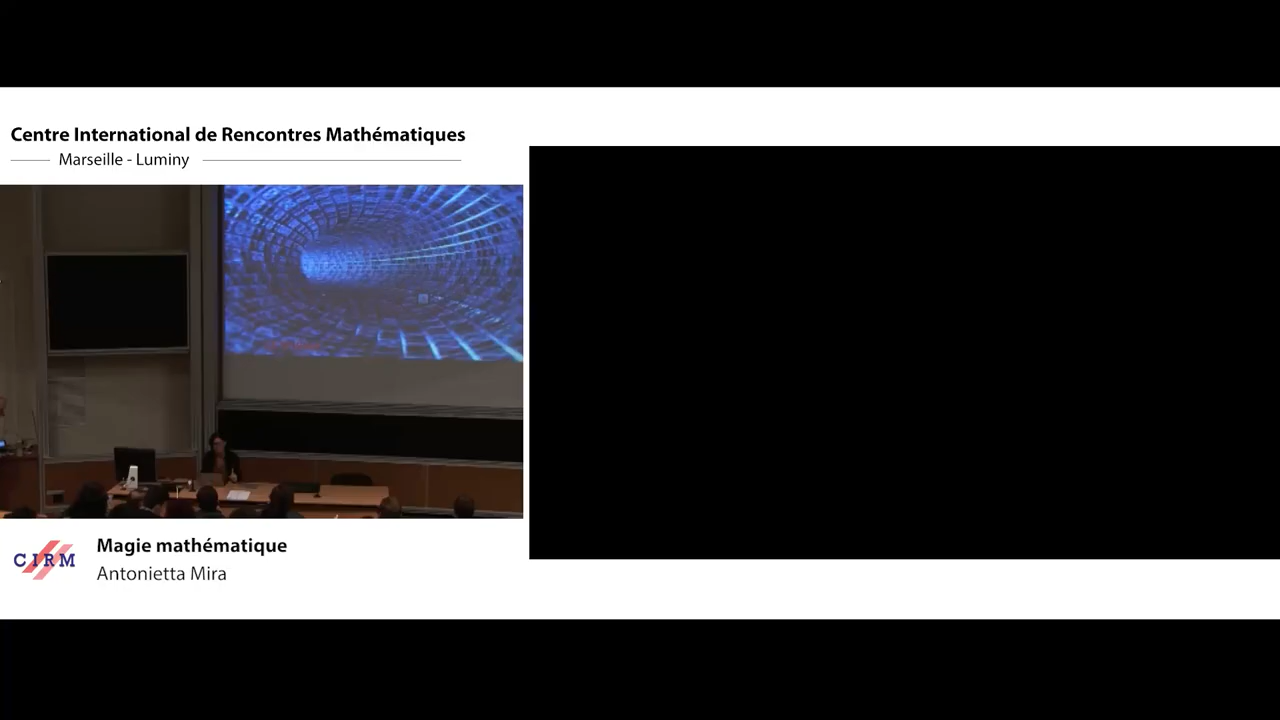 Centre International de Rencontres Mathématiques
Marseille - Luminy
CIRM
Magie mathématique
Antonietta Mira